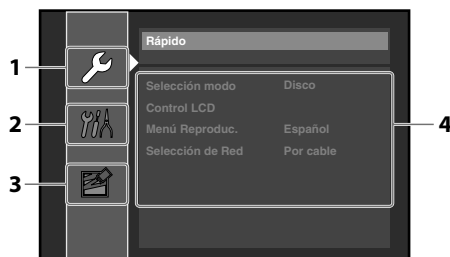 Rápido
1
Selección modo Disco
Control LCD
2
4
Menú Reproduc. Español
Selección de Red Por cable
3